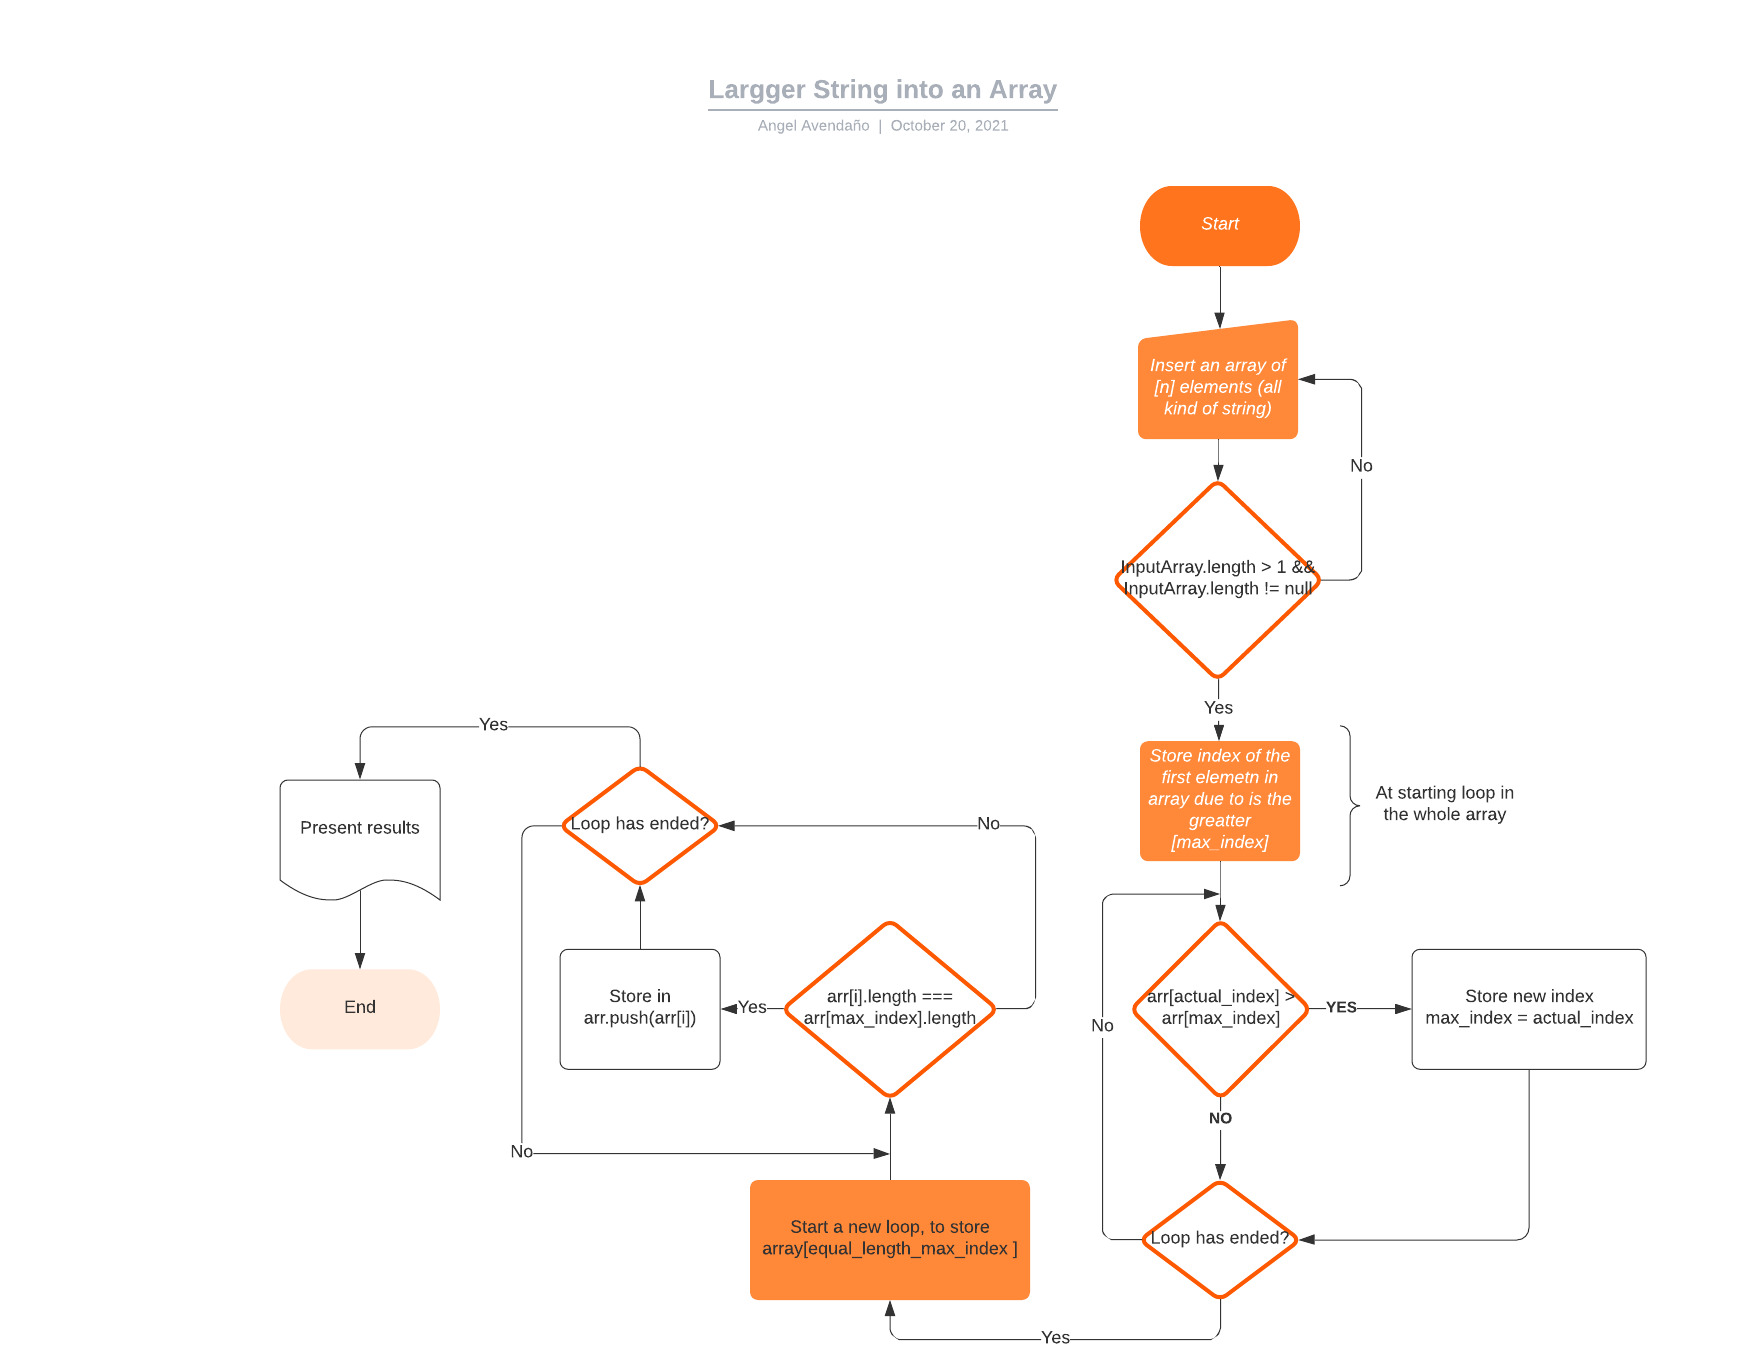 Largger String into an Array
Angel Avendaño | October 20, 2021
Start
Insert an array of
[n] elements (all
kind of string)
No
InputArray.length > 1 &&
InputArray.length != null
Yes
Store index of the
first elemetn in
array due to is the
greatter
[max_index]
At starting loop in
the whole array
arr[actual_index] >
arr[max_index]
YES
Store new index
max_index = actual_index
NO
No
Loop has ended?
Yes
Start a new loop, to store
array[equal_length_max_index ]
arr[i].length ===
arr[max_index].length
Yes
No
Store in
arr.push(arr[i])
Loop has ended?
No
Yes
Present results
End